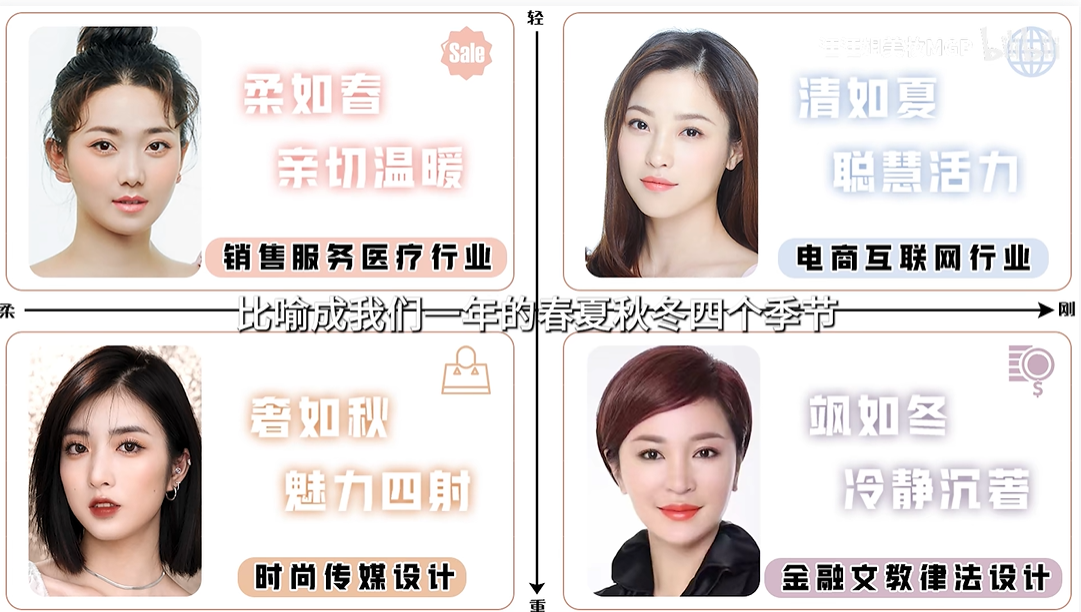 轻
Sale
柔如春
亲切温暖
销售服务医疗行业
清如夏
聪慧活力
电商互联网行业
柔
刚
比喻成我们一年的春夏秋冬四个季节
奢如秋
魅力四射
时尚传媒设计
$
飒如冬
冷静沉著
金融文教律法设计
重